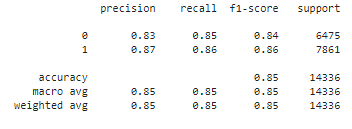 precision recall f1-score support
0 0.83 0.85 0.84 6475
1 0.87 0.86 0.86 7861
accuracy 0.85 14336
macro avg 0.85 0.85 0.85 14336
weighted avg 0.85 0.85 0.85 14336